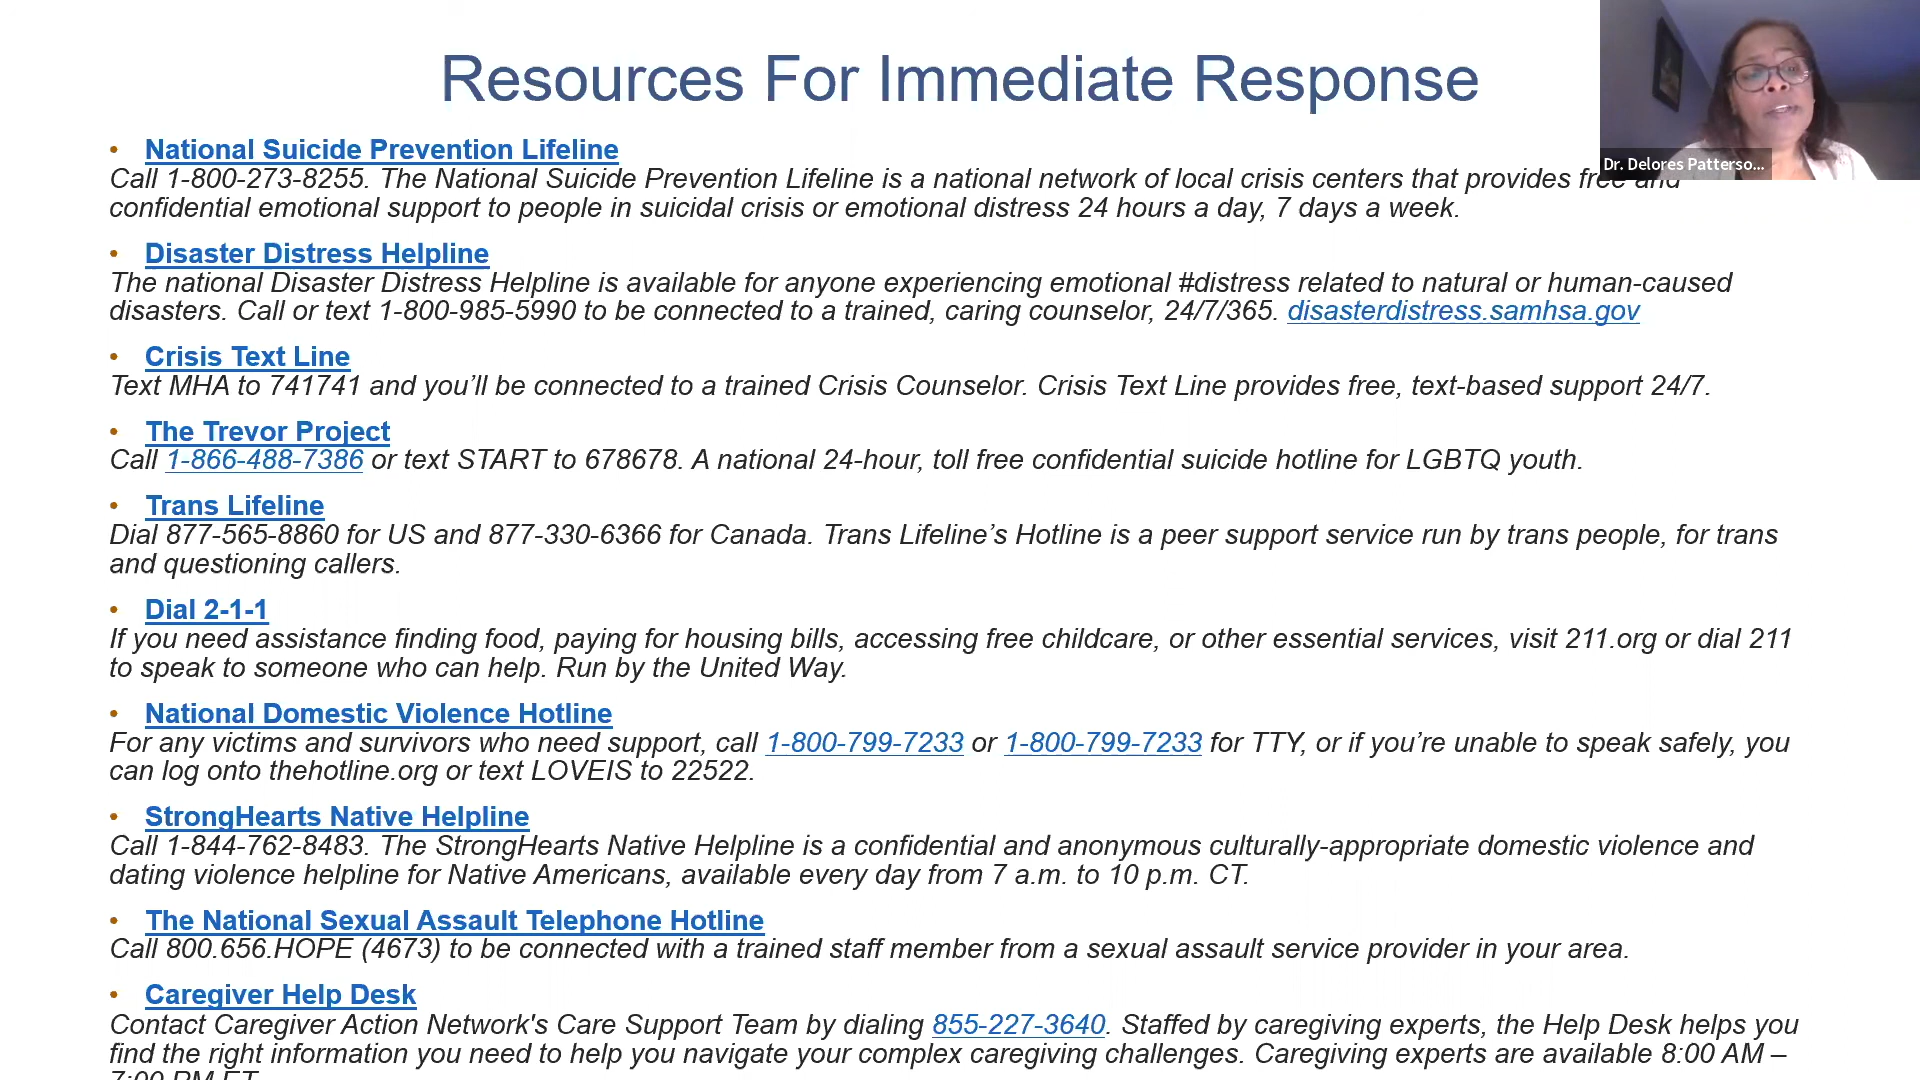 Resources For Immediate Response
Dr. Delores Patterso...
• National Suicide Prevention Lifeline
Call 1-800-273-8255. The National Suicide Prevention Lifeline is a national network of local crisis centers that provides free and
confidential emotional support to people in suicidal crisis or emotional distress 24 hours a day, 7 days a week.
• Disaster Distress Helpline
The national Disaster Distress Helpline is available for anyone experiencing emotional #distress related to natural or human-caused
disasters. Call or text 1-800-985-5990 to be connected to a trained, caring counselor, 24/7/365. disasterdistress.samhsa.gov
• Crisis Text Line
Text MHA to 741741 and you’ll be connected to a trained Crisis Counselor. Crisis Text Line provides free, text-based support 24/7.
• The Trevor Project
Call 1-866-488-7386 or text START to 678678. A national 24-hour, toll free confidential suicide hotline for LGBTQ youth.
• Trans Lifeline
Dial 877-565-8860 for US and 877-330-6366 for Canada. Trans Lifeline’s Hotline is a peer support service run by trans people, for trans
and questioning callers.
• Dial 2-1-1
If you need assistance finding food, paying for housing bills, accessing free childcare, or other essential services, visit 211.org or dial 211
to speak to someone who can help. Run by the United Way.
• National Domestic Violence Hotline
For any victims and survivors who need support, call 1-800-799-7233 or 1-800-799-7233 for TTY, or if you’re unable to speak safely, you
can log onto thehotline.org or text LOVEIS to 22522.
• StrongHearts Native Helpline
Call 1-844-762-8483. The StrongHearts Native Helpline is a confidential and anonymous culturally-appropriate domestic violence and
dating violence helpline for Native Americans, available every day from 7 a.m. to 10 p.m. CT.
• The National Sexual Assault Telephone Hotline
Call 800.656.HOPE (4673) to be connected with a trained staff member from a sexual assault service provider in your area.
• Caregiver Help Desk
Contact Caregiver Action Network's Care Support Team by dialing 855-227-3640. Staffed by caregiving experts, the Help Desk helps you
find the right information you need to help you navigate your complex caregiving challenges. Caregiving experts are available 8:00 AM –
7:00 PM ET